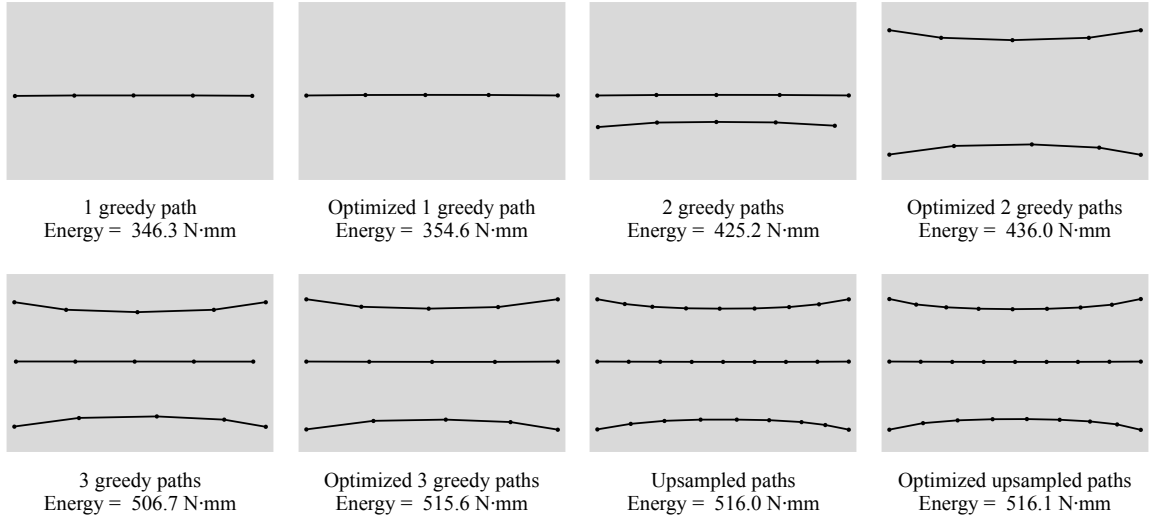 1 greedy path
Energy = 346.3 N·mm
Optimized 1 greedy path
Energy = 354.6 N·mm
2 greedy paths
Energy = 425.2 N·mm
Optimized 2 greedy paths
Energy = 436.0 N·mm
3 greedy paths
Energy = 506.7 N·mm
Optimized 3 greedy paths
Energy = 515.6 N·mm
Upsampled paths
Energy = 516.0 N·mm
Optimized upsampled paths
Energy = 516.1 N·mm